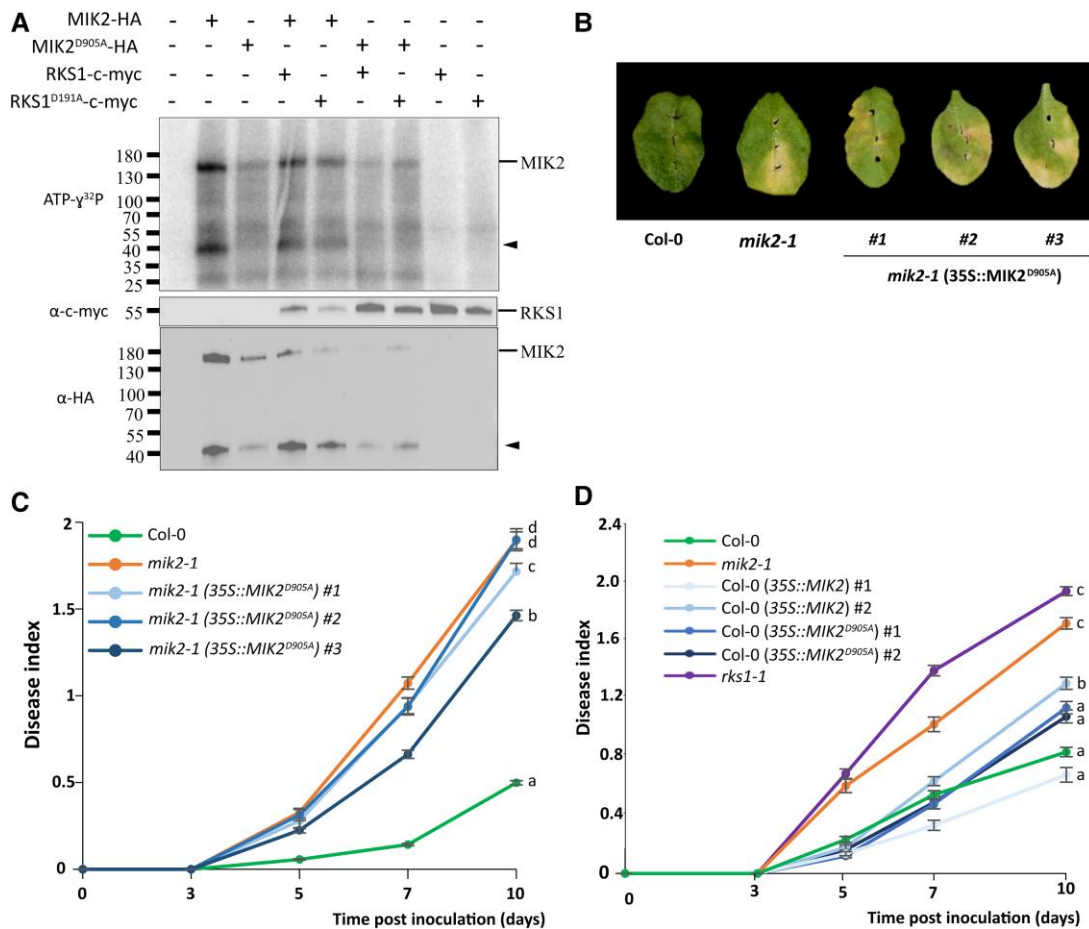 A
MIK2-HA - + - + + - - - -
MIK2D905A-HA - - + - - + + - -
RKS1-c-myc - - - + - + - + -
RKS1D191A-c-myc - - - - + - + - +
ATP-ɣ32P
180
130
100
70
55
40
35
25
MIK2
α-c-myc
55
RKS1
α-HA
180
130
100
70
55
40
MIK2
B
Col-0 mik2-1 #1 #2 #3
mik2-1 (35S::MIK2D905A)
C
Disease index
2
1.5
1
0.5
0
Col-0
mik2-1
mik2-1 (35S::MIK2D905A) #1
mik2-1 (35S::MIK2D905A) #2
mik2-1 (35S::MIK2D905A) #3
d
d
c
b
a
0 3 5 7 10
Time post inoculation (days)
D
Disease index
2.4
2.0
1.6
1.2
0.8
0.4
0
Col-0
mik2-1
Col-0 (35S::MIK2) #1
Col-0 (35S::MIK2) #2
Col-0 (35S::MIK2D905A) #1
Col-0 (35S::MIK2D905A) #2
rks1-1
c
c
b
a
a
a
a
0 3 5 7 10
Time post inoculation (days)